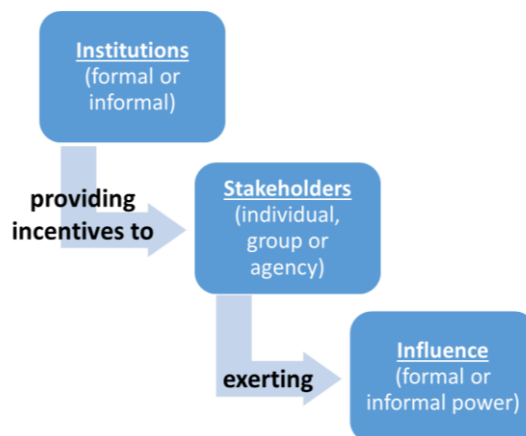 Institutions
(formal or
informal)
providing
incentives to
Stakeholders
(individual,
group or
agency)
exerting
Influence
(formal or
informal power)